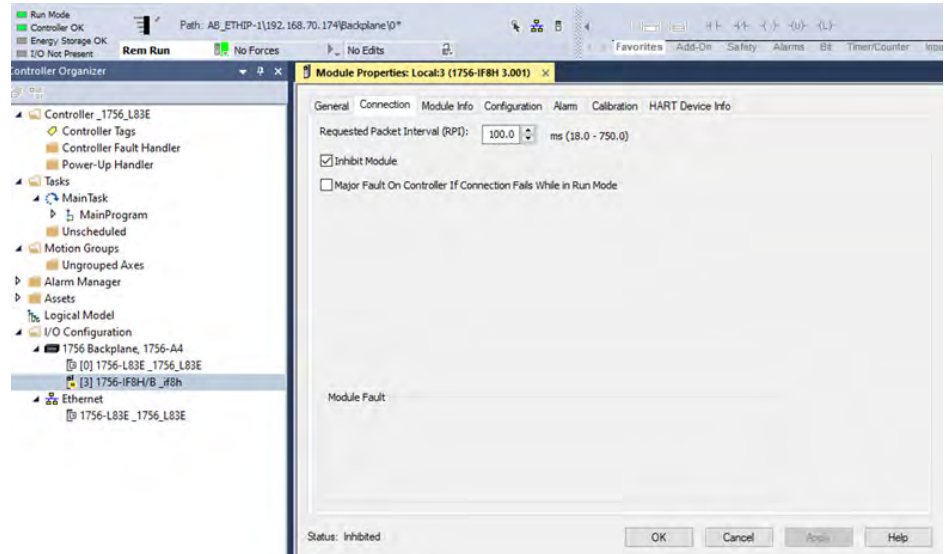 Run Mode
Controller OK
Energy Storage OK
I/O Not Present
Rem Run
Path: AB_ETHIP-1\192.168.70.174\Backplane\0*
No Forces
No Edits
Favorites Add-On Safety Alarms Bit Timer/Counter
Controller Organizer
Controller _1756_L83E
Controller Tags
Controller Fault Handler
Power-Up Handler
Tasks
MainTask
MainProgram
Unscheduled
Motion Groups
Ungrouped Axes
Alarm Manager
Assets
Logical Model
I/O Configuration
1756 Backplane, 1756-A4
[0] 1756-L83E _1756_L83E
[3] 1756-IF8H/B _if8h
Ethernet
1756-L83E _1756_L83E
Module Properties: Local:3 (1756-IF8H 3.001)
General Connection Module Info Configuration Alarm Calibration HART Device Info
Requested Packet Interval (RPI): 100.0 ms (18.0 - 750.0)
Inhibit Module
Major Fault On Controller If Connection Fails While in Run Mode
Module Fault
Status: Inhibited
OK Cancel Apply Help